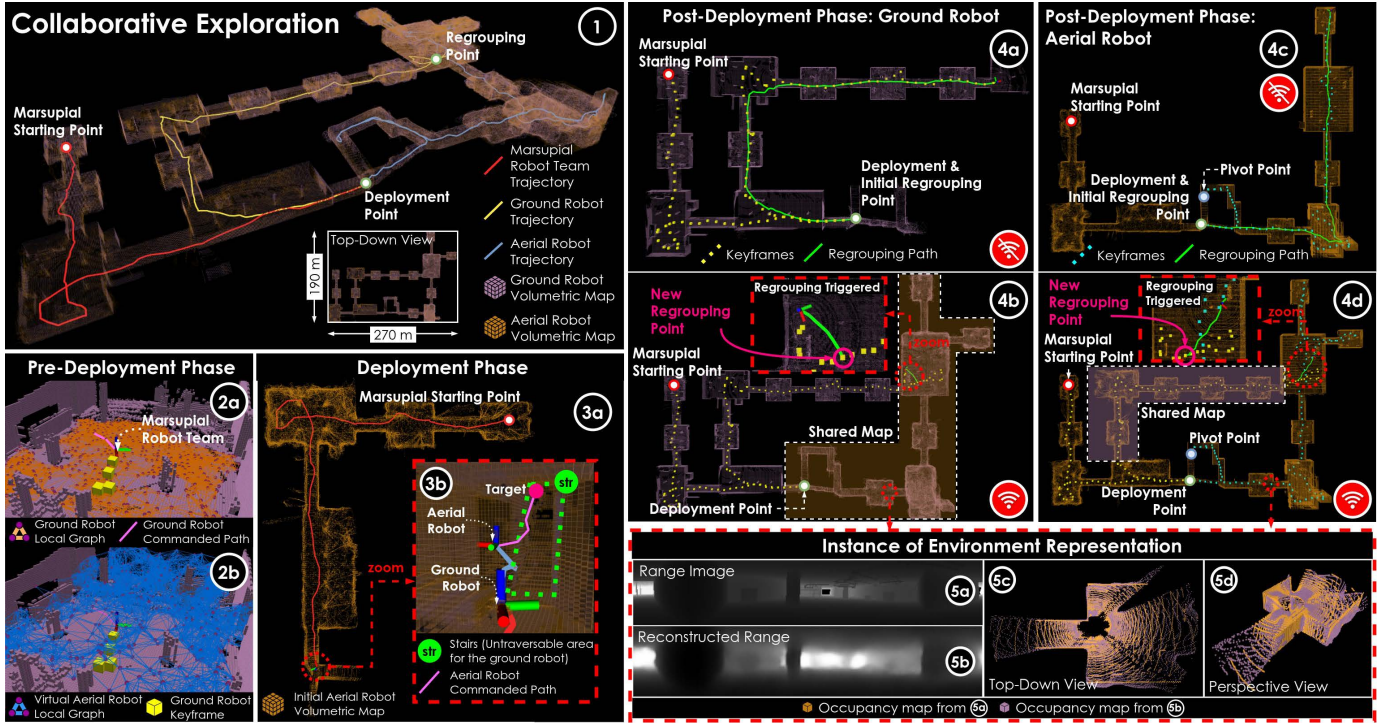 Collaborative Exploration
1
Regrouping
Point
Marsupial
Starting Point
Deployment
Point
Marsupial
Robot Team
Trajectory
Ground Robot
Trajectory
Aerial Robot
Trajectory
Ground Robot
Volumetric Map
Aerial Robot
Volumetric Map
Top-Down View
190 m
270 m
Pre-Deployment Phase
2a
Marsupial
Robot Team
Ground Robot
Local Graph
Ground Robot
Commanded Path
2b
Virtual Aerial Robot
Local Graph
Ground Robot
Keyframe
Deployment Phase
Marsupial Starting Point
3a
zoom
3b
Target
str
Aerial
Robot
Ground
Robot
str
Stairs (Untraversable area
for the ground robot)
Aerial Robot
Commanded Path
Initial Aerial Robot
Volumetric Map
Post-Deployment Phase: Ground Robot
4a
Marsupial
Starting Point
Deployment &
Initial Regrouping
Point
Keyframes
Regrouping Path
4b
Regrouping Triggered
New
Regrouping
Point
zoom
Marsupial
Starting Point
Shared Map
Deployment Point
Post-Deployment Phase:
Aerial Robot
4c
Marsupial
Starting Point
Pivot Point
Deployment &
Initial Regrouping
Point
Keyframes
Regrouping Path
4d
Regrouping
Triggered
New
Regrouping
Point
zoom
Marsupial
Starting Point
Shared Map
Pivot Point
Deployment
Point
Instance of Environment Representation
Range Image
5a
Reconstructed Range
5b
5c
Top-Down View
5d
Perspective View
Occupancy map from 5a
Occupancy map from 5b